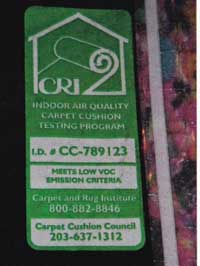 CRI
INDOOR AIR QUALITY
CARPET CUSHION
TESTING PROGRAM
I.D. # CC-789123
MEETS LOW VOC
EMISSION CRITERIA
Carpet and Rug Institute
800-882-8846
Carpet Cushion Council
203-637-1312